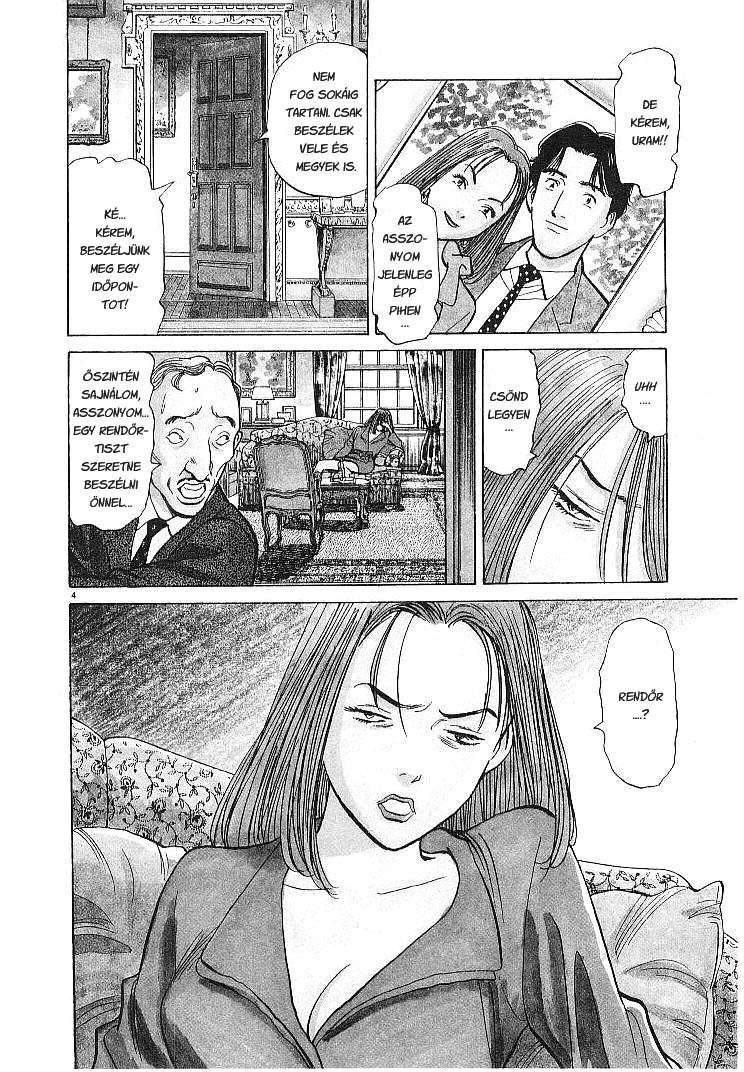 DE
KÉREM,
URAM!!
AZ
ASSZO-
NYOM
JELENLEG
ÉPP
PIHEN
...
NEM
FOG SOKÁIG
TARTANI. CSAK
BESZÉLEK
VELE ÉS
MEGYEK IS.
KÉ...
KÉREM,
BESZÉLJÜNK
MEG EGY
IDŐPON-
TOT!
UHH
....
CSÖND
LEGYEN
...
ŐSZINTÉN
SAJNÁLOM,
ASSZONYOM...
EGY RENDŐR-
TISZT
SZERETNE
BESZÉLNI
ÖNNEL...
4
RENDŐR
....?